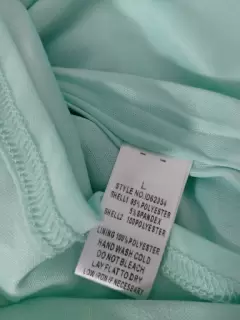 L
STYLE NO.:ID62354
SHELL1 95%POLYESTER
5%SPANDEX
SHELL2 100%POLYESTER
LINING 100%POLYESTER
HAND WASH COLD
DO NOT BLEACH
LAY FLAT TO DRY
LOW IRON IF NECESSARY